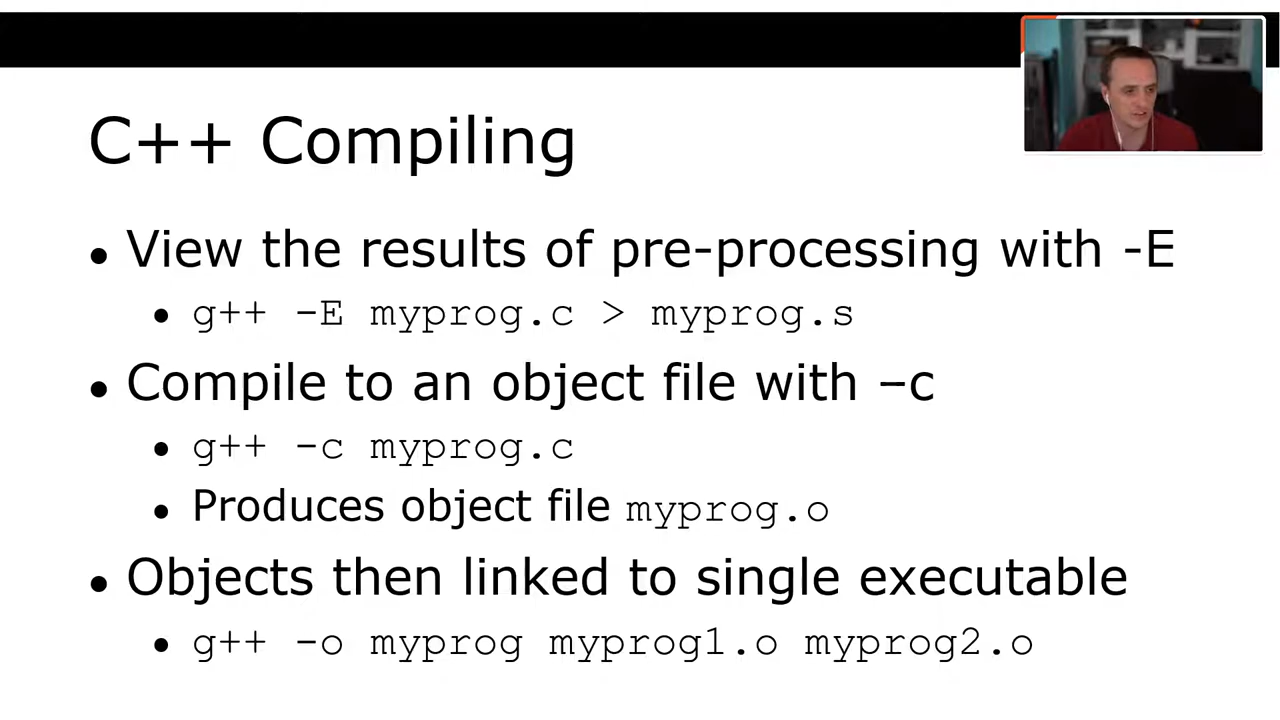 C++ Compiling
• View the results of pre-processing with -E
• g++ -E myprog.c > myprog.s
• Compile to an object file with –c
• g++ -c myprog.c
• Produces object file myprog.o
• Objects then linked to single executable
• g++ -o myprog myprog1.o myprog2.o